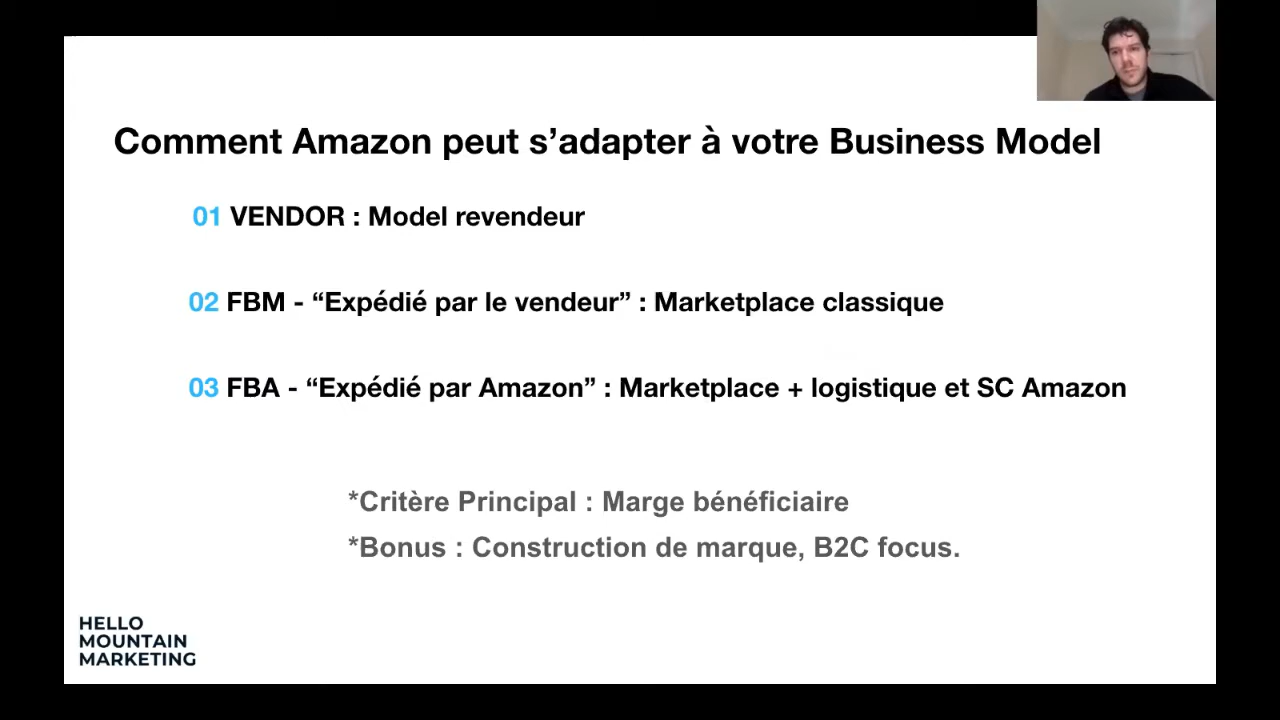 Comment Amazon peut s’adapter à votre Business Model
01 VENDOR : Model revendeur
02 FBM - “Expédié par le vendeur” : Marketplace classique
03 FBA - “Expédié par Amazon” : Marketplace + logistique et SC Amazon
*Critère Principal : Marge bénéficiaire
*Bonus : Construction de marque, B2C focus.
HELLO
MOUNTAIN
MARKETING